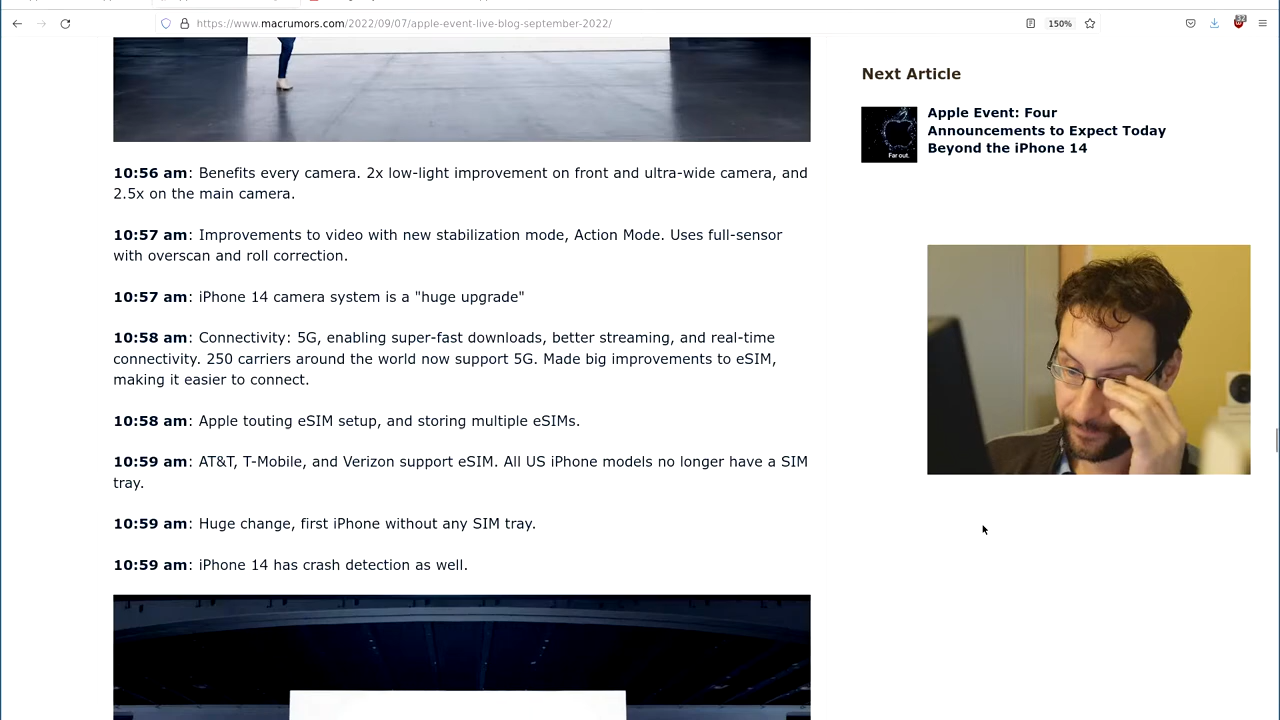 https://www.macrumors.com/2022/09/07/apple-event-live-blog-september-2022/
150%
Next Article
Apple Event: Four
Announcements to Expect Today
Beyond the iPhone 14
Far out.
10:56 am: Benefits every camera. 2x low-light improvement on front and ultra-wide camera, and
2.5x on the main camera.
10:57 am: Improvements to video with new stabilization mode, Action Mode. Uses full-sensor
with overscan and roll correction.
10:57 am: iPhone 14 camera system is a "huge upgrade"
10:58 am: Connectivity: 5G, enabling super-fast downloads, better streaming, and real-time
connectivity. 250 carriers around the world now support 5G. Made big improvements to eSIM,
making it easier to connect.
10:58 am: Apple touting eSIM setup, and storing multiple eSIMs.
10:59 am: AT&T, T-Mobile, and Verizon support eSIM. All US iPhone models no longer have a SIM
tray.
10:59 am: Huge change, first iPhone without any SIM tray.
10:59 am: iPhone 14 has crash detection as well.